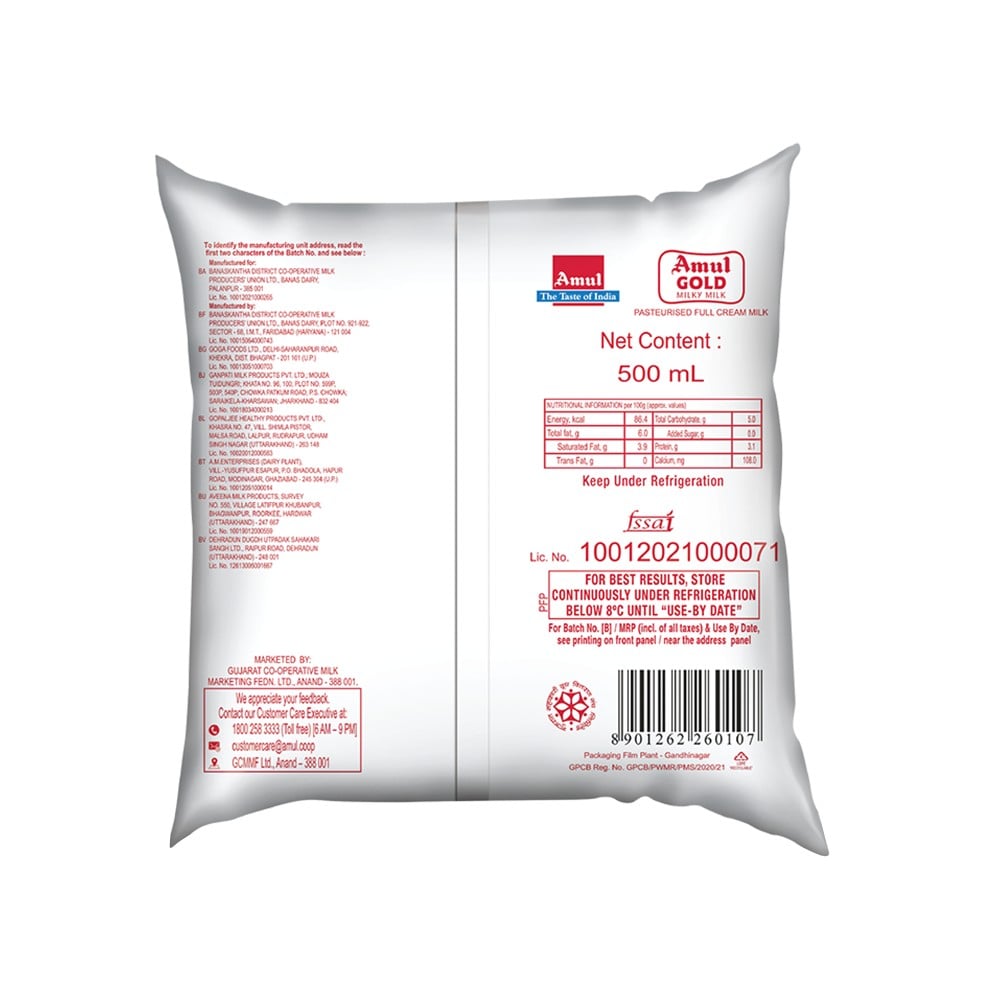 To identify the manufacturing unit address, read the
first two characters of the Batch No. and see below :
Manufactured for:
BA BANASKANTHA DISTRICT CO-OPERATIVE MILK
PRODUCERS' UNION LTD., BANAS DAIRY,
PALANPUR - 385 001
Lic. No. 10012021000265
Manufactured by:
BF BANASKANTHA DISTRICT CO-OPERATIVE MILK
PRODUCERS' UNION LTD., BANAS DAIRY, PLOT NO. 921-922,
SECTOR - 68, I.M.T., FARIDABAD (HARYANA) - 121 004
Lic. No. 10015064000743
BG GOGA FOODS LTD., DELHI-SAHARANPUR ROAD,
KHEKRA, DIST. BHAGPAT - 201 101 (U.P.)
Lic. No. 10013051000743
BJ GANPATI MILK PRODUCTS PVT. LTD., MOUZA
TUIDUNGRI; KHATA NO. 96, 100, PLOT NO. 509P,
503P, 540P; CHOWKA PATKUM ROAD, P.S. CHOWKA;
SARAIKELA-KHARSAWAN; JHARKHAND - 832 404
Lic. No. 10018034000213
BL GOPALJEE HEALTHY PRODUCTS PVT. LTD.,
KHASRA NO. 47, VILL. SHIMLA PISTOR,
MALSA ROAD, LALPUR, RUDRAPUR, UDHAM
SINGH NAGAR (UTTARAKHAND) - 263 148
Lic. No. 10020012000563
BT A.M.ENTERPRISES (DAIRY PLANT),
VILL.-YUSUFPUR ESAPUR, P.O. BHADOLA, HAPUR
ROAD, MODINAGAR, GHAZIABAD - 245 304 (U.P.)
Lic. No. 10012051000014
BU AVEENA MILK PRODUCTS, SURVEY
NO. 550, VILLAGE LATIFPUR KHUBANPUR,
BHAGWANPUR, ROORKEE, HARDWAR
(UTTARAKHAND) - 247 667
Lic. No. 10019012000559
BV DEHRADUN DUGDH UTPADAK SAHAKARI
SANGH LTD., RAIPUR ROAD, DEHRADUN
(UTTARAKHAND) - 248 001
Lic. No. 12613005001667
MARKETED BY:
GUJARAT CO-OPERATIVE MILK
MARKETING FEDN. LTD., ANAND - 388 001.
We appreciate your feedback.
Contact our Customer Care Executive at:
1800 258 3333 (Toll free) [6 AM – 9 PM]
customercare@amul.coop
GCMMF Ltd., Anand – 388 001
Amul
The Taste of India
Amul
GOLD
MILKY MILK
PASTEURISED FULL CREAM MILK
Net Content :
500 mL
NUTRITIONAL INFORMATION per 100g (approx. values)
Energy, kcal 86.4 Total Carbohydrate, g 5.0
Total fat, g 6.0 Added Sugar, g 0.0
Saturated Fat, g 3.9 Protein, g 3.1
Trans Fat, g 0 Calcium, mg 108.0
Keep Under Refrigeration
fssai
Lic. No. 10012021000071
PFP
FOR BEST RESULTS, STORE
CONTINUOUSLY UNDER REFRIGERATION
BELOW 8°C UNTIL “USE-BY DATE”
For Batch No. [B] / MRP (incl. of all taxes) & Use By Date,
see printing on front panel / near the address panel
8 901262 260107
Packaging Film Plant - Gandhinagar
GPCB Reg. No. GPCB/PWMR/PMS/2020/21
LDPE
"RECYCLABLE"